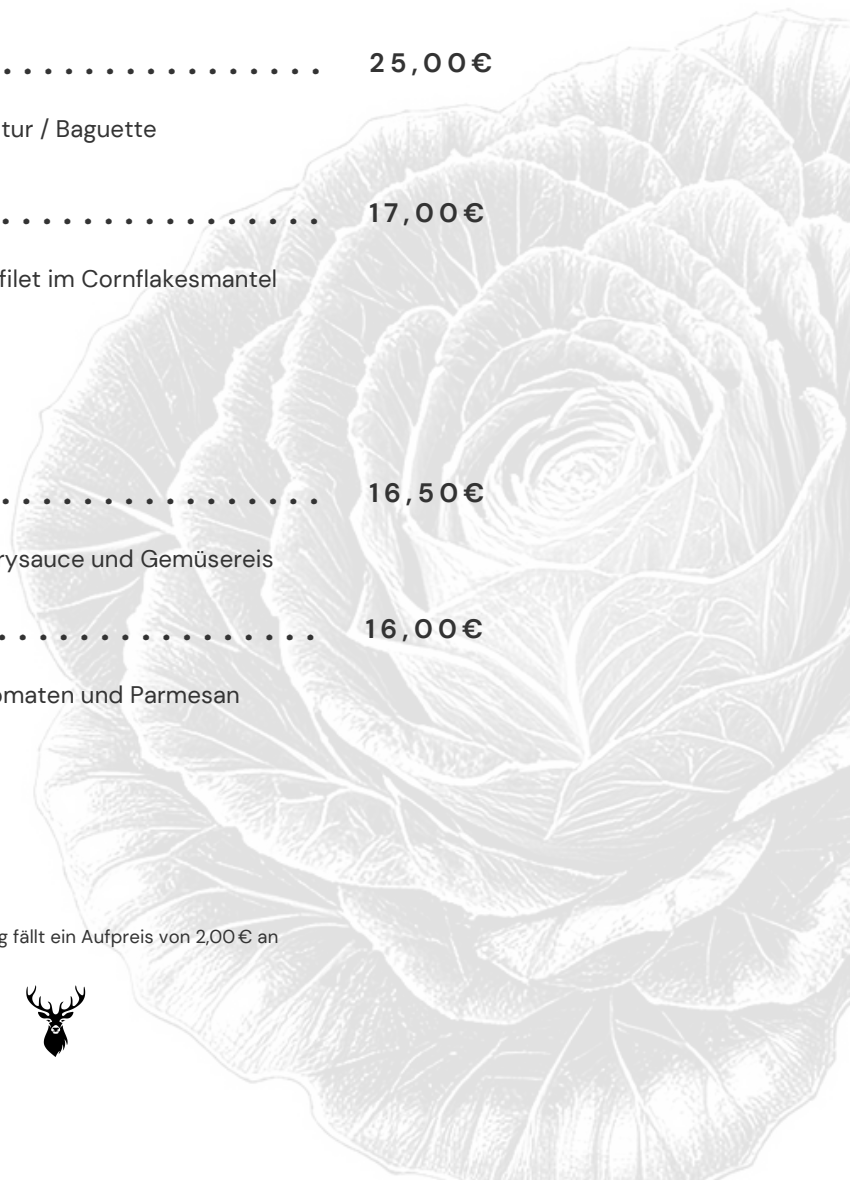 ................ 25,00€
tur / Baguette
................ 17,00€
filet im Cornflakesmantel
................ 16,50€
rysauce und Gemüsereis
................ 16,00€
omaten und Parmesan
g fällt ein Aufpreis von 2,00€ an